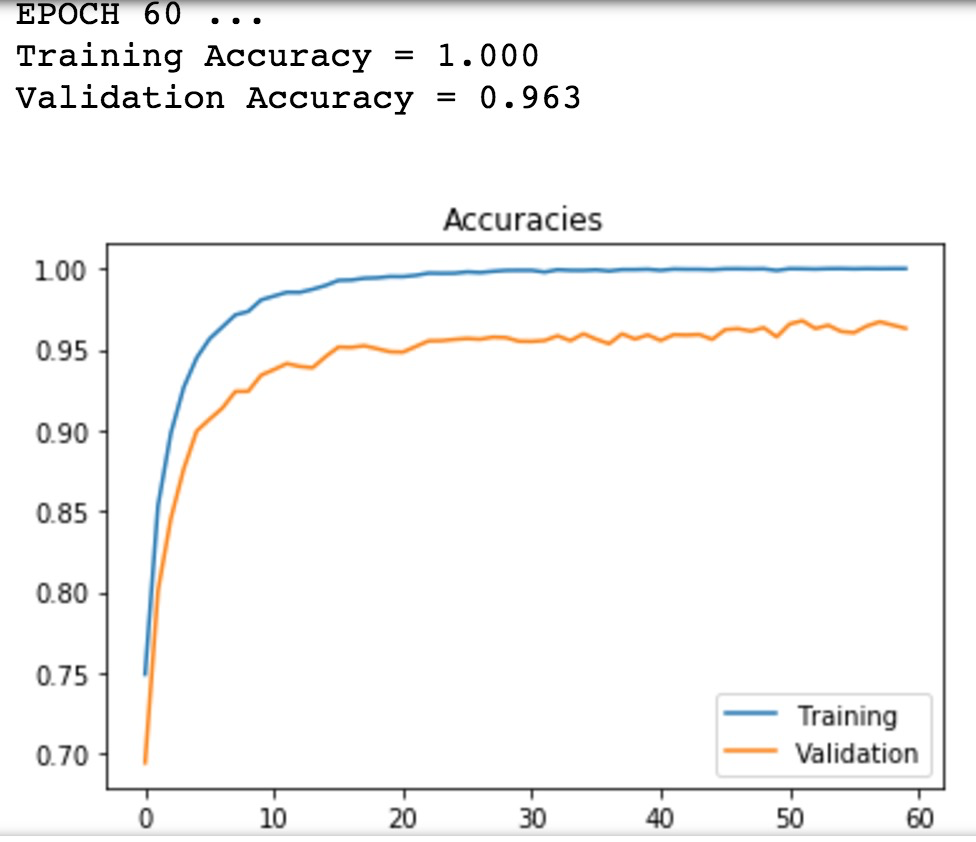 EPOCH 60 ...
Training Accuracy = 1.000
Validation Accuracy = 0.963
Accuracies
1.00
0.95
0.90
0.85
0.80
0.75
0.70
Training
Validation
0 10 20 30 40 50 60